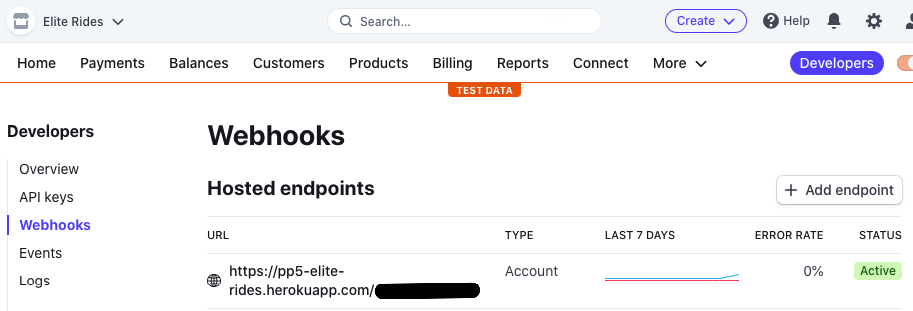 Elite Rides
Search...
Create
Help
Home Payments Balances Customers Products Billing Reports Connect More Developers
TEST DATA
Developers
Overview
API keys
Webhooks
Events
Logs
Webhooks
Hosted endpoints
+ Add endpoint
URL TYPE LAST 7 DAYS ERROR RATE STATUS
https://pp5-elite-
rides.herokuapp.com/
Account
0%
Active